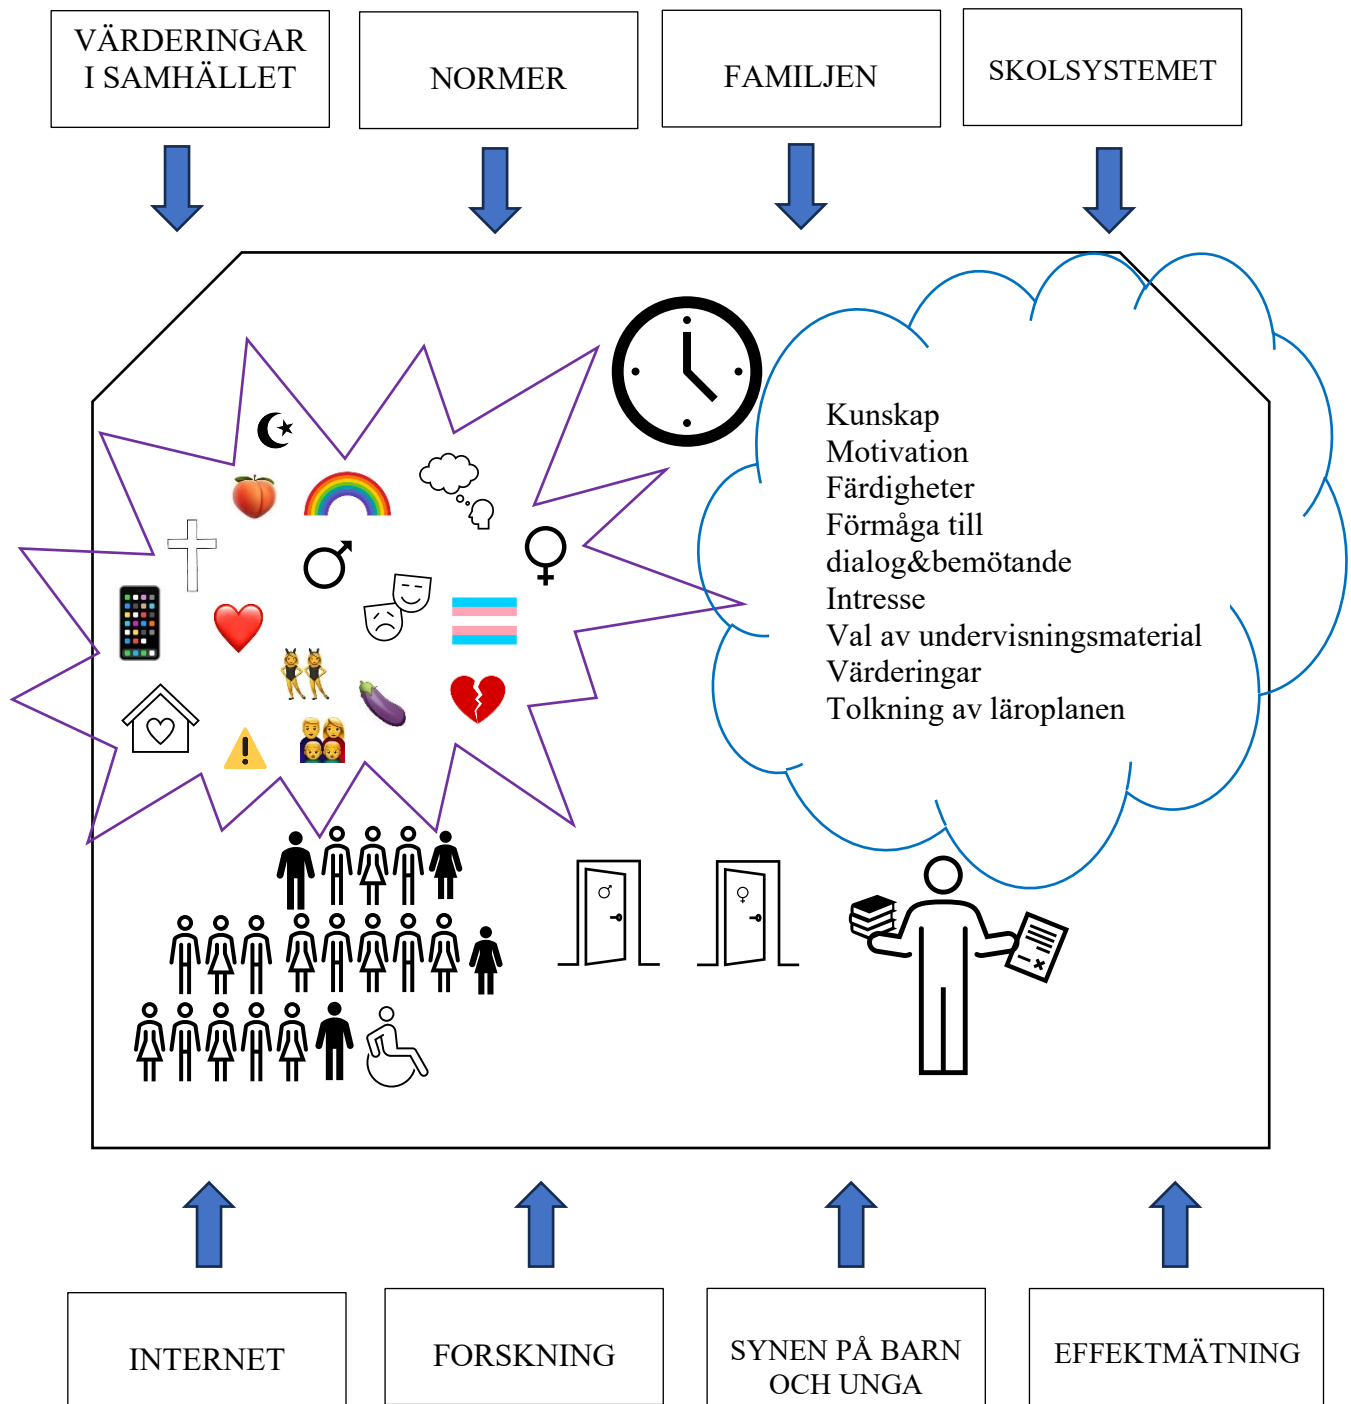 VÄRDERINGAR
I SAMHÄLLET
NORMER
FAMILJEN
SKOLSYSTEMET
Kunskap
Motivation
Färdigheter
Förmåga till
dialog&bemötande
Intresse
Val av undervisningsmaterial
Värderingar
Tolkning av läroplanen
INTERNET
FORSKNING
SYNEN PÅ BARN
OCH UNGA
EFFEKTMÄTNING